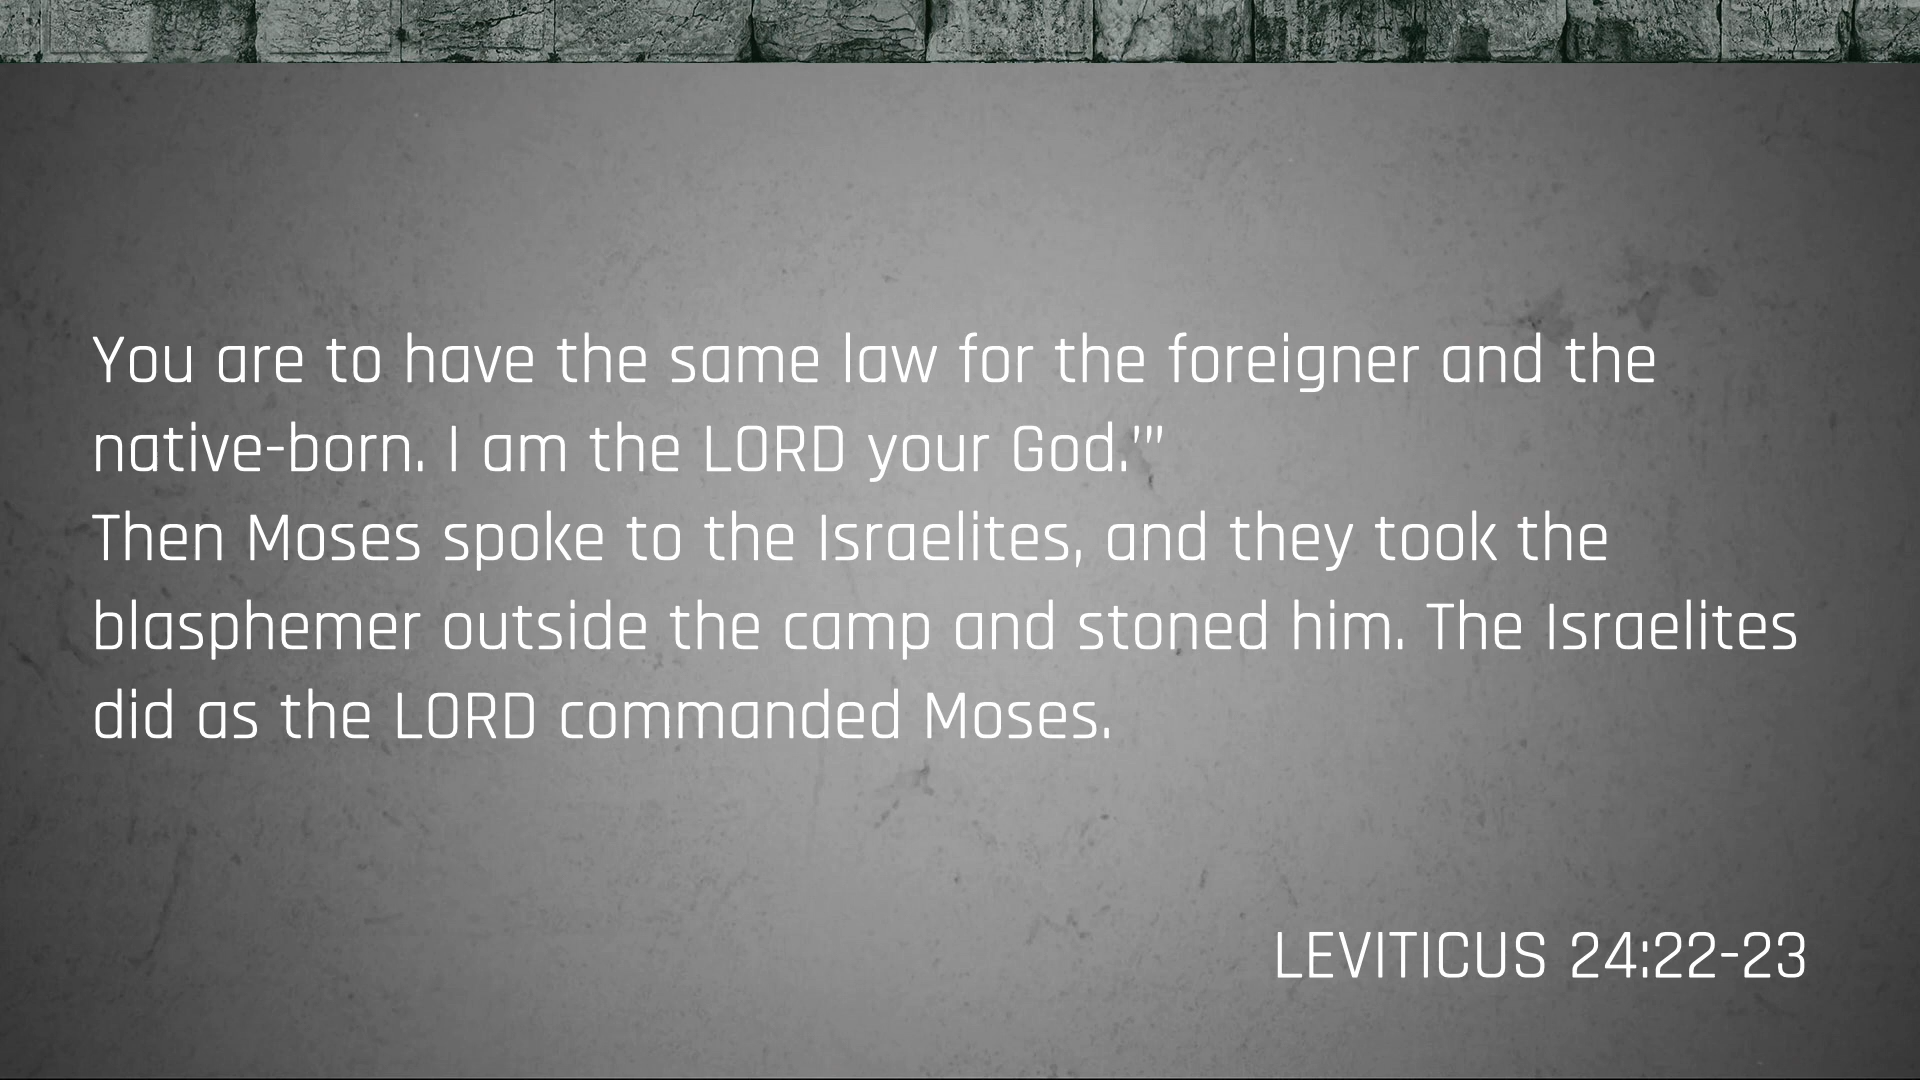 You are to have the same law for the foreigner and the
native-born. I am the LORD your God.’”
Then Moses spoke to the Israelites, and they took the
blasphemer outside the camp and stoned him. The Israelites
did as the LORD commanded Moses.
LEVITICUS 24:22-23